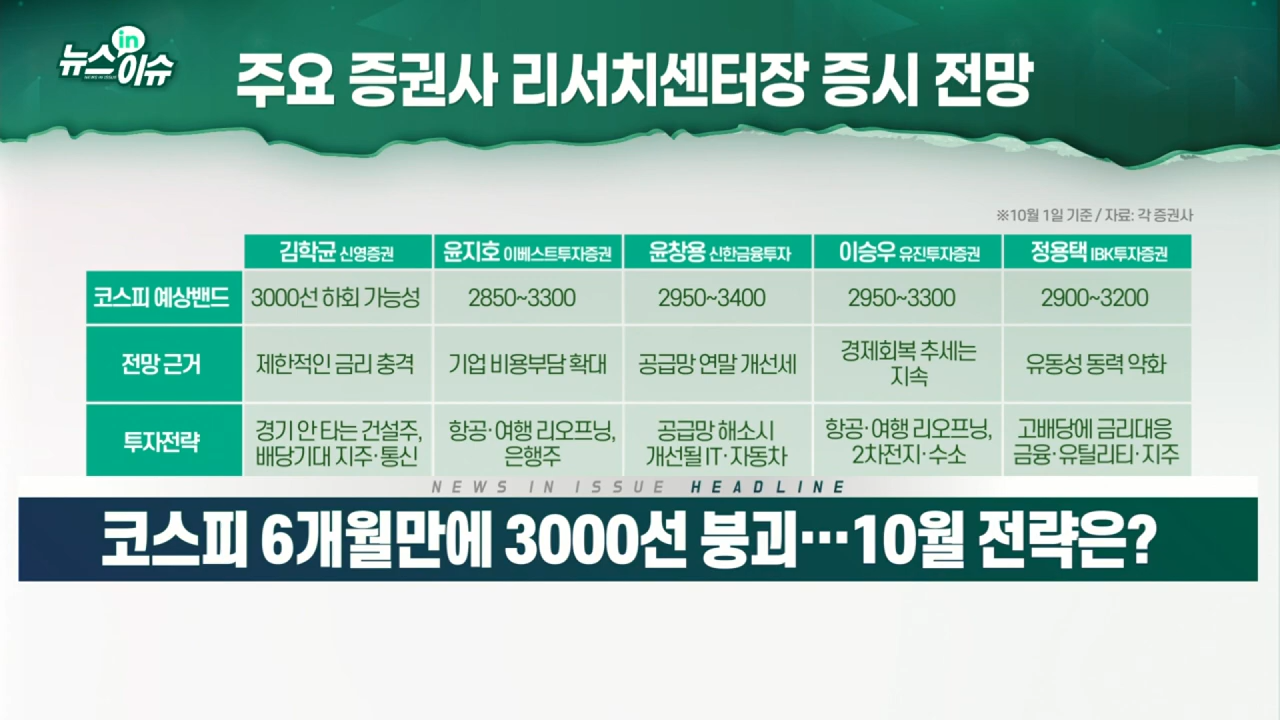 뉴스in이슈
주요 증권사 리서치센터장 증시 전망
※10월 1일 기준 / 자료: 각 증권사
김학균 신영증권 윤지호 이베스트투자증권 윤창용 신한금융투자 이승우 유진투자증권 정용택 IBK투자증권
코스피 예상밴드 3000선 하회 가능성 2850~3300 2950~3400 2950~3300 2900~3200
전망 근거 제한적인 금리 충격 기업 비용부담 확대 공급망 연말 개선세 경제회복 추세는
지속 유동성 동력 약화
투자전략 경기 안 타는 건설주,
배당기대 지주·통신 항공·여행 리오프닝,
은행주 공급망 해소시
개선될 IT·자동차 항공·여행 리오프닝,
2차전지·수소 고배당에 금리대응
금융·유틸리티·지주
NEWS IN ISSUE HEADLINE
코스피 6개월만에 3000선 붕괴…10월 전략은?